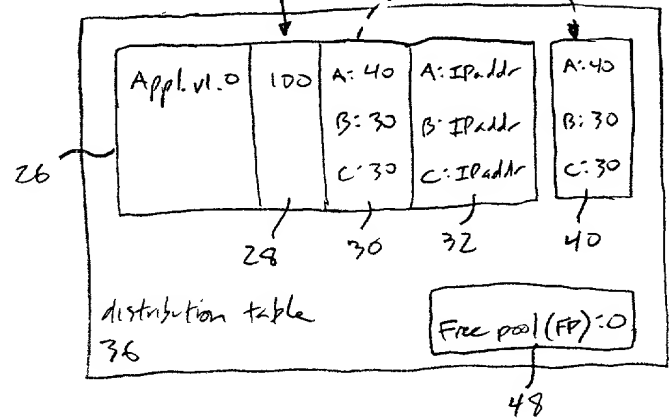 Appl. v1.0 100 A: 40 A: IPaddr A: 40
B: 30 B: IPaddr B: 30
C: 30 C: IPaddr C: 30
26
28 30 32 40
distribution table
36
Free pool (FP): 0
48